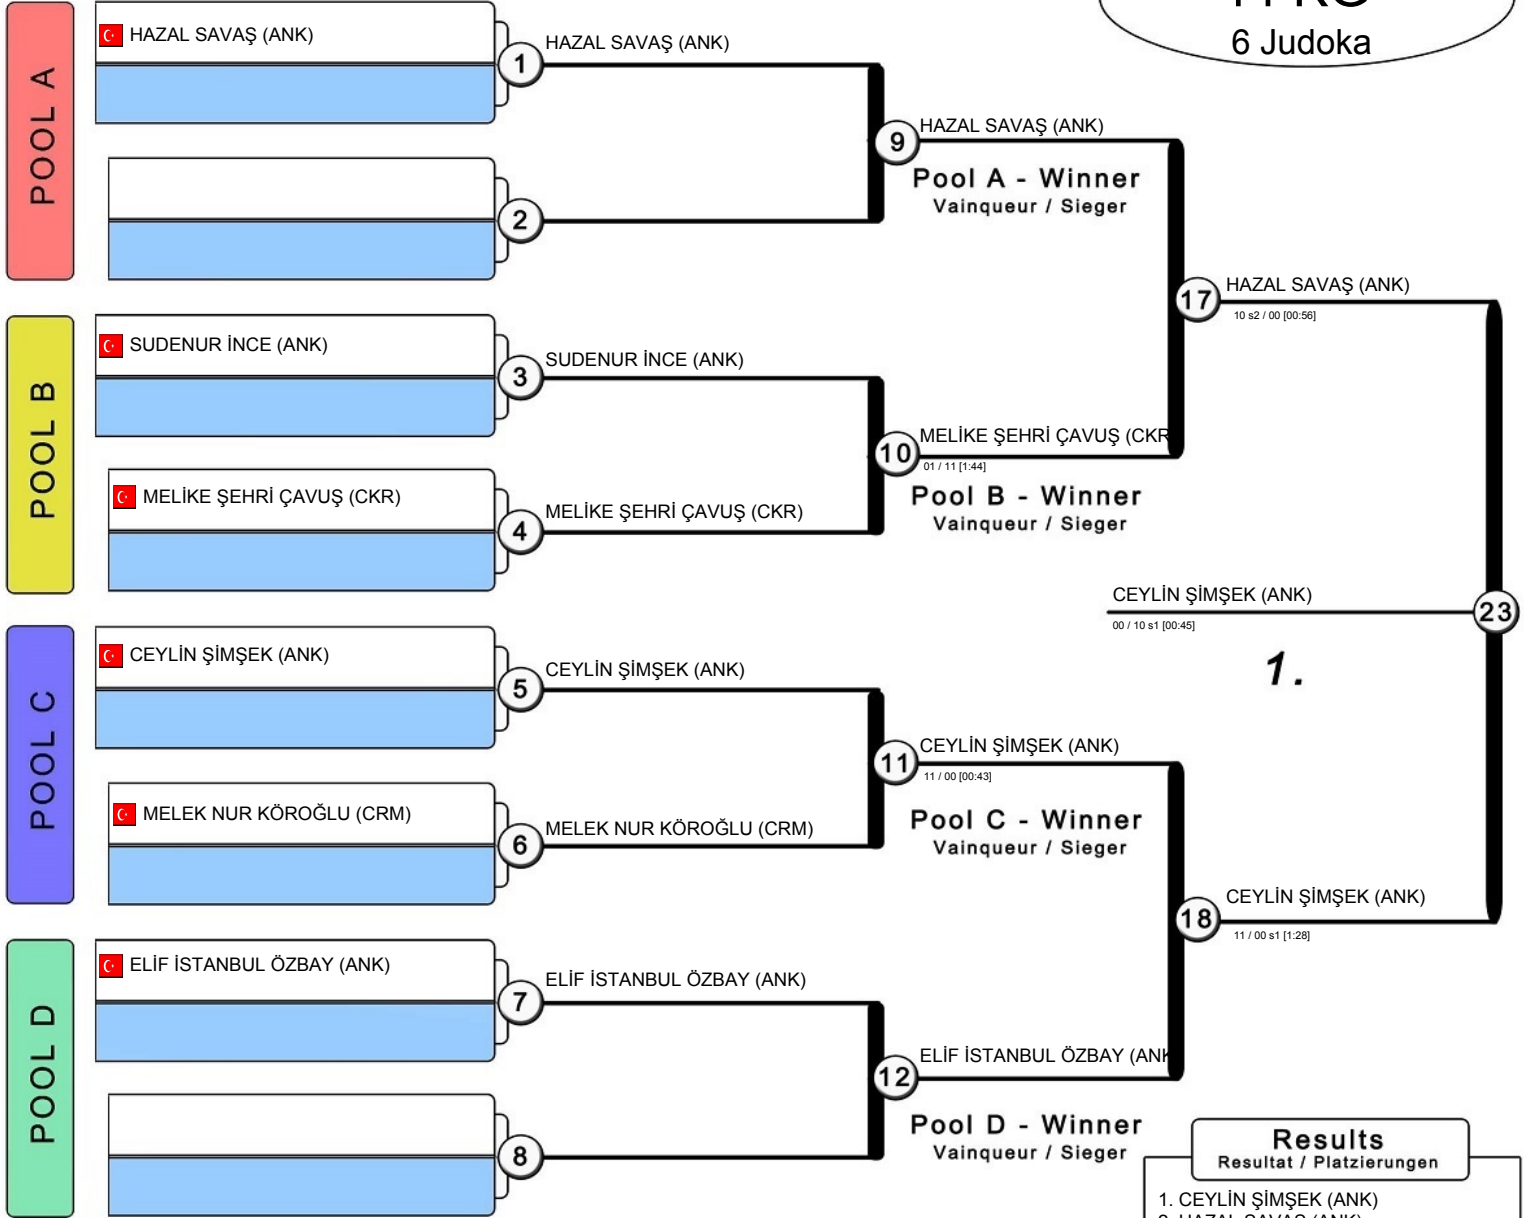 6 Judoka
POOL A
HAZAL SAVAŞ (ANK)
1
HAZAL SAVAŞ (ANK)
2
9
HAZAL SAVAŞ (ANK)
Pool A - Winner
Vainqueur / Sieger
POOL B
SUDENUR İNCE (ANK)
3
SUDENUR İNCE (ANK)
MELİKE ŞEHRİ ÇAVUŞ (CKR)
4
MELİKE ŞEHRİ ÇAVUŞ (CKR)
10
MELİKE ŞEHRİ ÇAVUŞ (CKR
01 / 11 [1:44]
Pool B - Winner
Vainqueur / Sieger
17
HAZAL SAVAŞ (ANK)
10 s2 / 00 [00:56]
POOL C
CEYLİN ŞİMŞEK (ANK)
5
CEYLİN ŞİMŞEK (ANK)
MELEK NUR KÖROĞLU (CRM)
6
MELEK NUR KÖROĞLU (CRM)
11
CEYLİN ŞİMŞEK (ANK)
11 / 00 [00:43]
Pool C - Winner
Vainqueur / Sieger
POOL D
ELİF İSTANBUL ÖZBAY (ANK)
7
ELİF İSTANBUL ÖZBAY (ANK)
8
12
ELİF İSTANBUL ÖZBAY (ANK
Pool D - Winner
Vainqueur / Sieger
18
CEYLİN ŞİMŞEK (ANK)
11 / 00 s1 [1:28]
CEYLİN ŞİMŞEK (ANK)
23
00 / 10 s1 [00:45]
1.
Results
Resultat / Platzierungen
1. CEYLİN ŞİMŞEK (ANK)
HAZAL SAVAŞ (ANK)